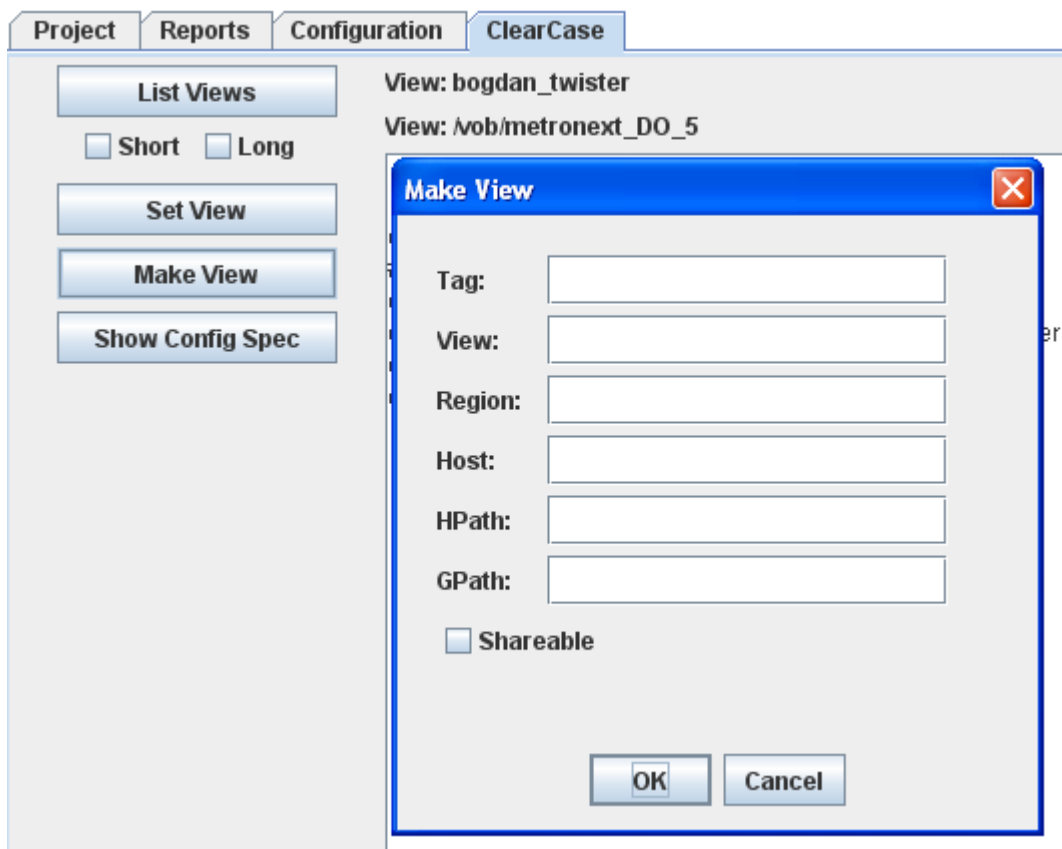 Project Reports Configuration ClearCase
List Views
Short Long
Set View
Make View
Show Config Spec
View: bogdan_twister
View: /vob/metronext_DO_5
Make View
Tag:
View:
Region:
Host:
HPath:
GPath:
Shareable
OK Cancel